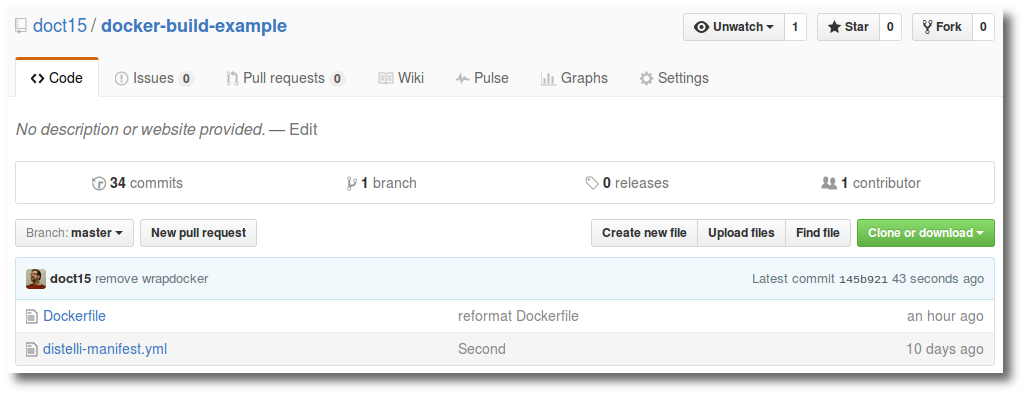 doct15 / docker-build-example Unwatch 1 Star 0 Fork 0
Code Issues 0 Pull requests 0 Wiki Pulse Graphs Settings
No description or website provided. — Edit
34 commits 1 branch 0 releases 1 contributor
Branch: master New pull request Create new file Upload files Find file Clone or download
doct15 remove wrapdocker Latest commit 145b921 43 seconds ago
Dockerfile reformat Dockerfile an hour ago
distelli-manifest.yml Second 10 days ago